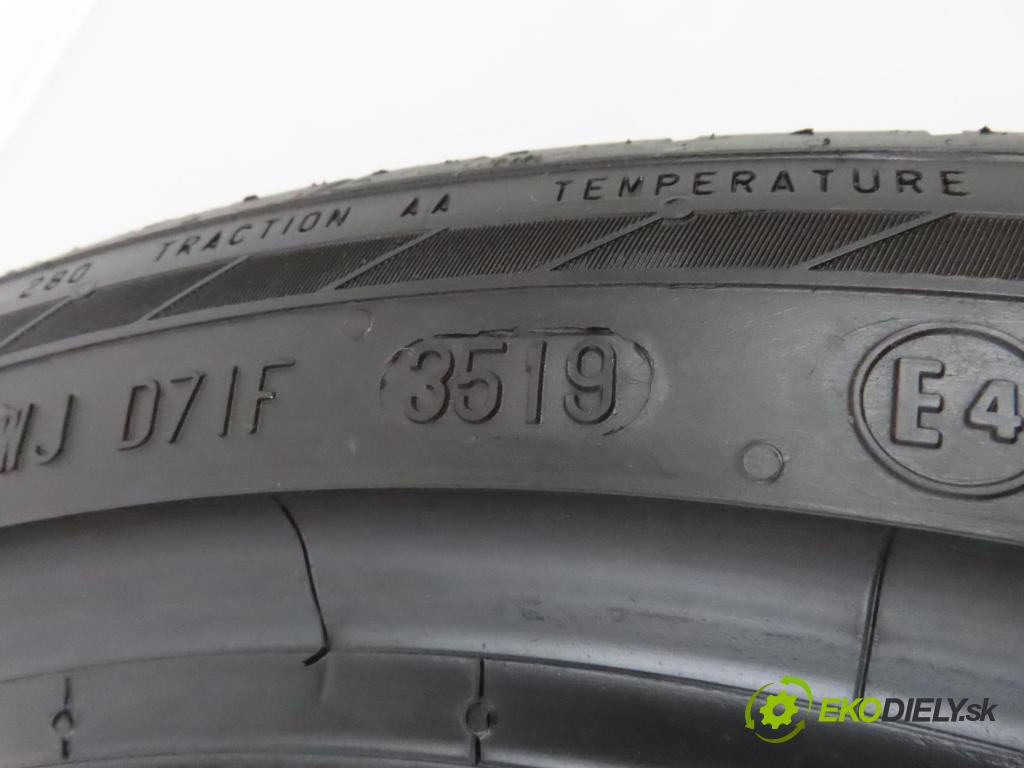 280 TRACTION AA TEMPERATURE
WJ D71F 3519 E4
EKODIELY.sk